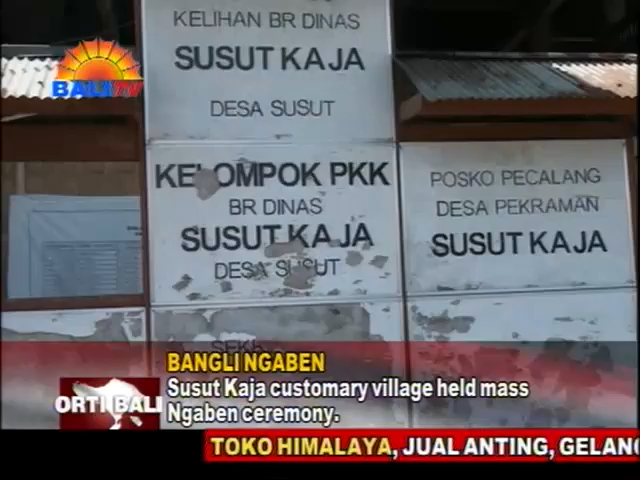 KELIHAN BR DINAS
SUSUT KAJA
DESA SUSUT
BALI TV
KELOMPOK PKK
BR DINAS
SUSUT KAJA
DESA SUSUT
POSKO PECALANG
DESA PEKRAMAN
SUSUT KAJA
BANGLI NGABEN
Susut Kaja customary village held mass
Ngaben ceremony.
ORTI BALI
TOKO HIMALAYA, JUAL ANTING, GELANG